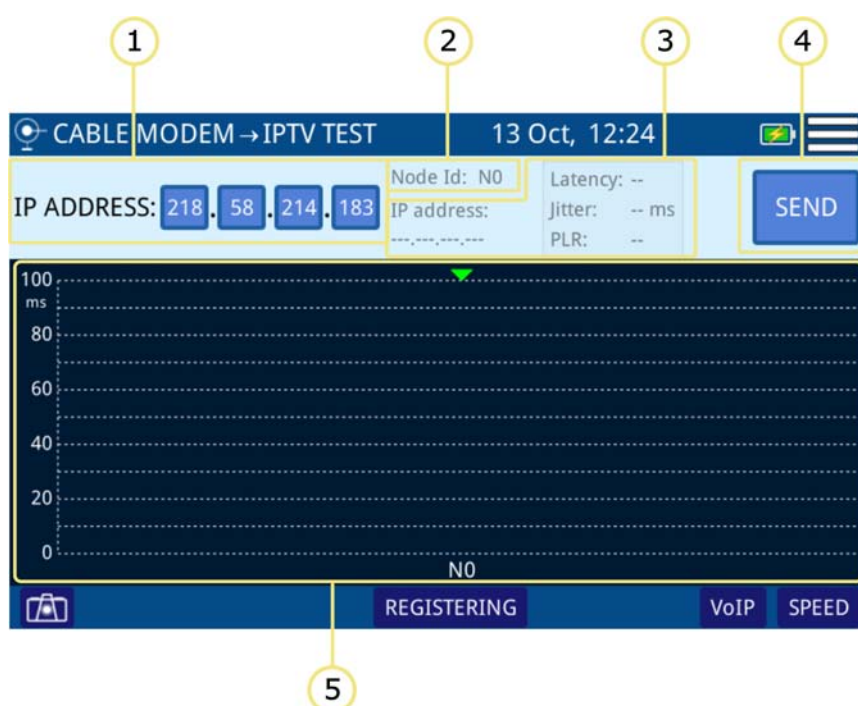 1 2 3 4
CABLE MODEM → IPTV TEST 13 Oct, 12:24
IP ADDRESS: 218 . 58 . 214 . 183
Node Id: N0
IP address:
---.---.---.---
Latency: --
Jitter: -- ms
PLR: --
SEND
100
ms
80
60
40
20
0
N0
REGISTERING VoIP SPEED
5